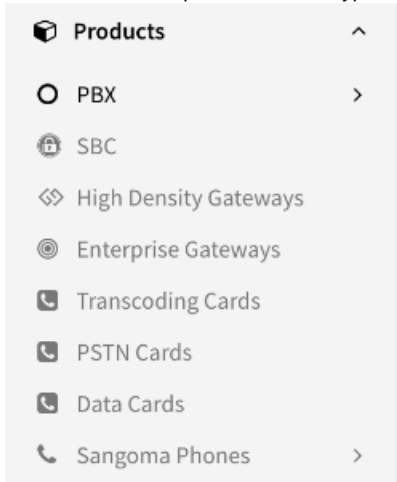 Products
PBX
SBC
High Density Gateways
Enterprise Gateways
Transcoding Cards
PSTN Cards
Data Cards
Sangoma Phones